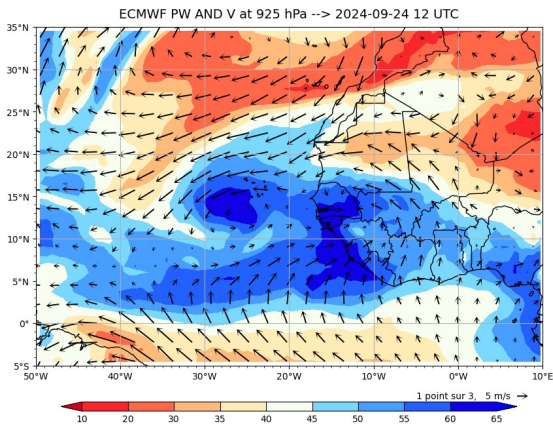 ECMWF PW AND V at 925 hPa --> 2024-09-24 12 UTC
35°N
30°N
25°N
20°N
15°N
10°N
5°N
0°
5°S
50°W 40°W 30°W 20°W 10°W 0°W 10°E
1 point sur 3, 5 m/s
10 20 30 35 40 45 50 55 60 65